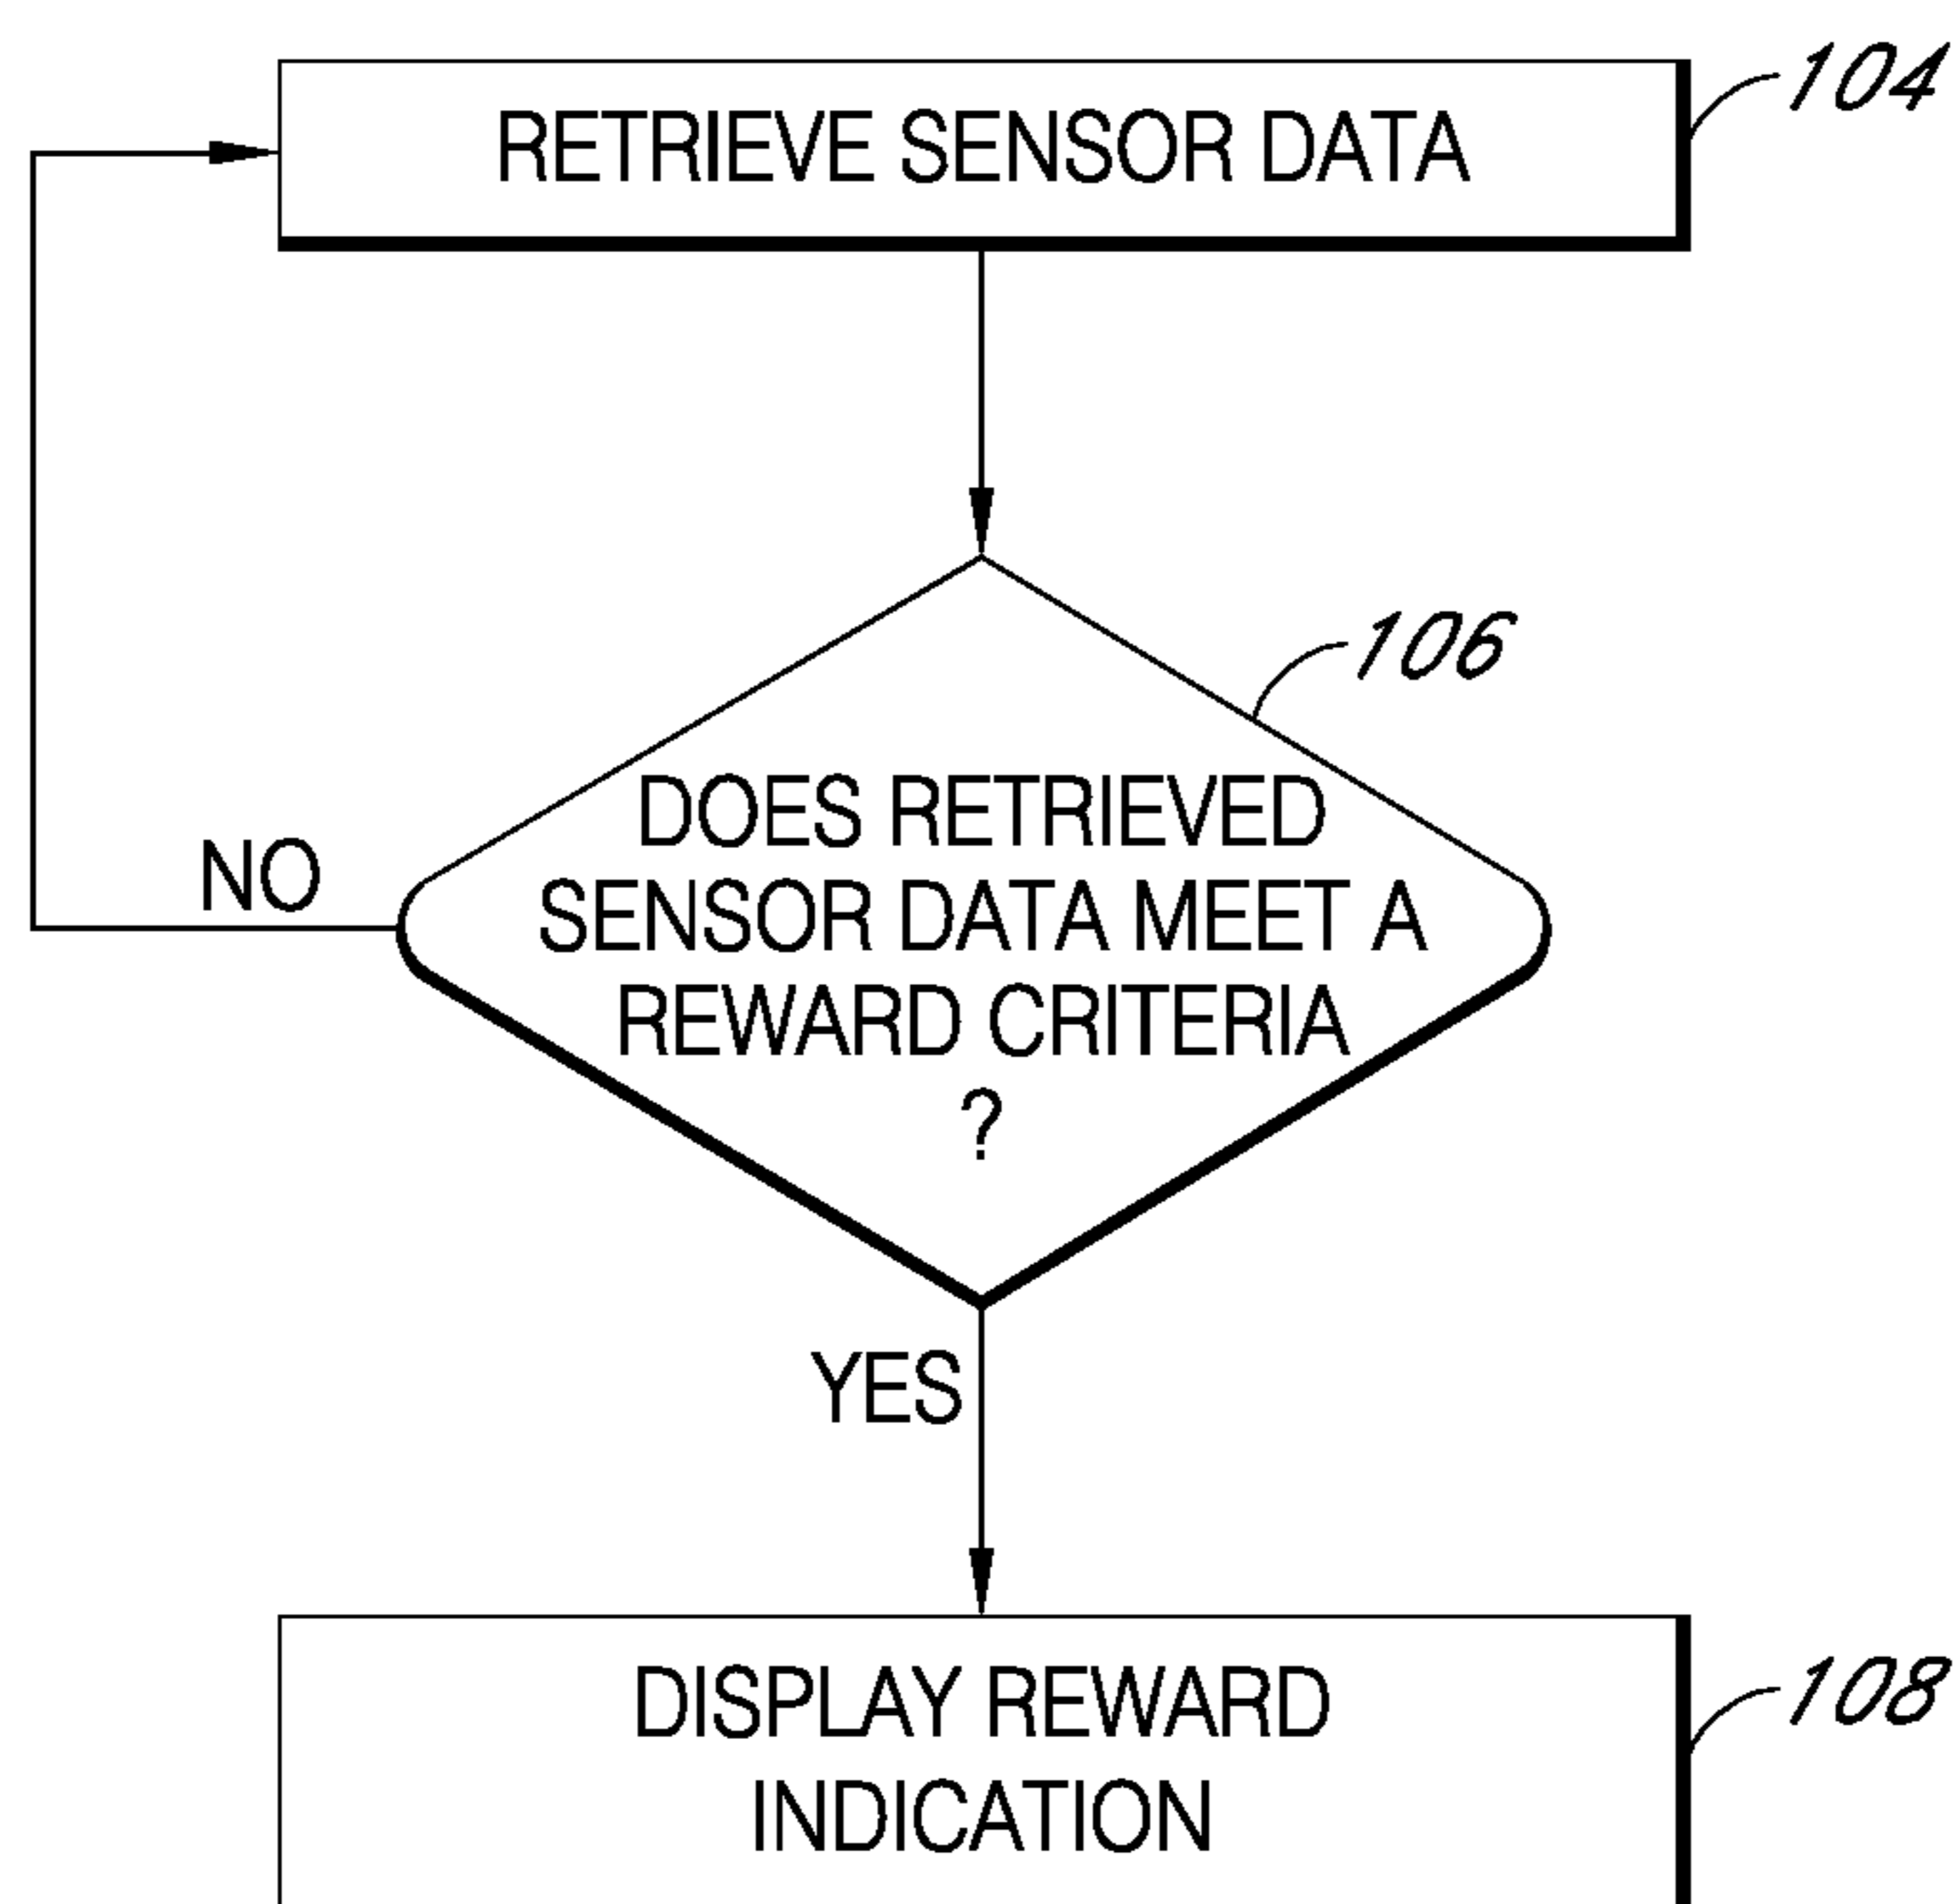 RETRIEVE SENSOR DATA
104
106
DOES RETRIEVED
SENSOR DATA MEET A
REWARD CRITERIA
?
NO
YES
DISPLAY REWARD
INDICATION
108